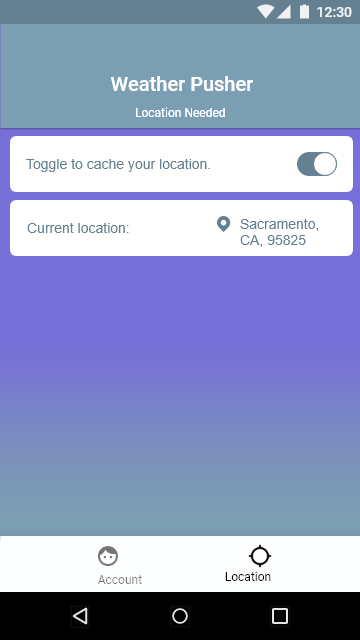 12:30
Weather Pusher
Location Needed
Toggle to cache your location.
Current location:
Sacramento,
CA, 95825
Account
Location